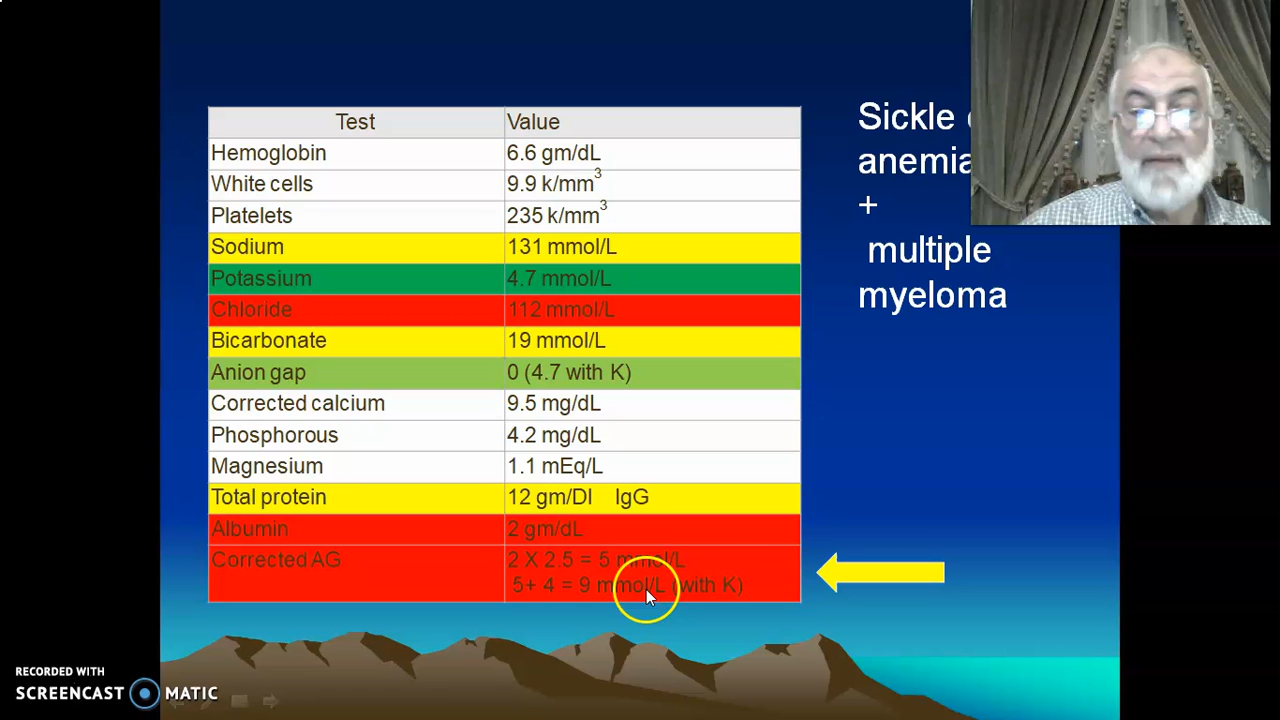 Test Value
Hemoglobin 6.6 gm/dL
White cells 9.9 k/mm3
Platelets 235 k/mm3
Sodium 131 mmol/L
Potassium 4.7 mmol/L
Chloride 112 mmol/L
Bicarbonate 19 mmol/L
Anion gap 0 (4.7 with K)
Corrected calcium 9.5 mg/dL
Phosphorous 4.2 mg/dL
Magnesium 1.1 mEq/L
Total protein 12 gm/Dl IgG
Albumin 2 gm/dL
Corrected AG 2 X 2.5 = 5 mmol/L
5+ 4 = 9 mmol/L (with K)
Sickle
anemia
+
multiple
myeloma
RECORDED WITH
SCREENCAST MATIC